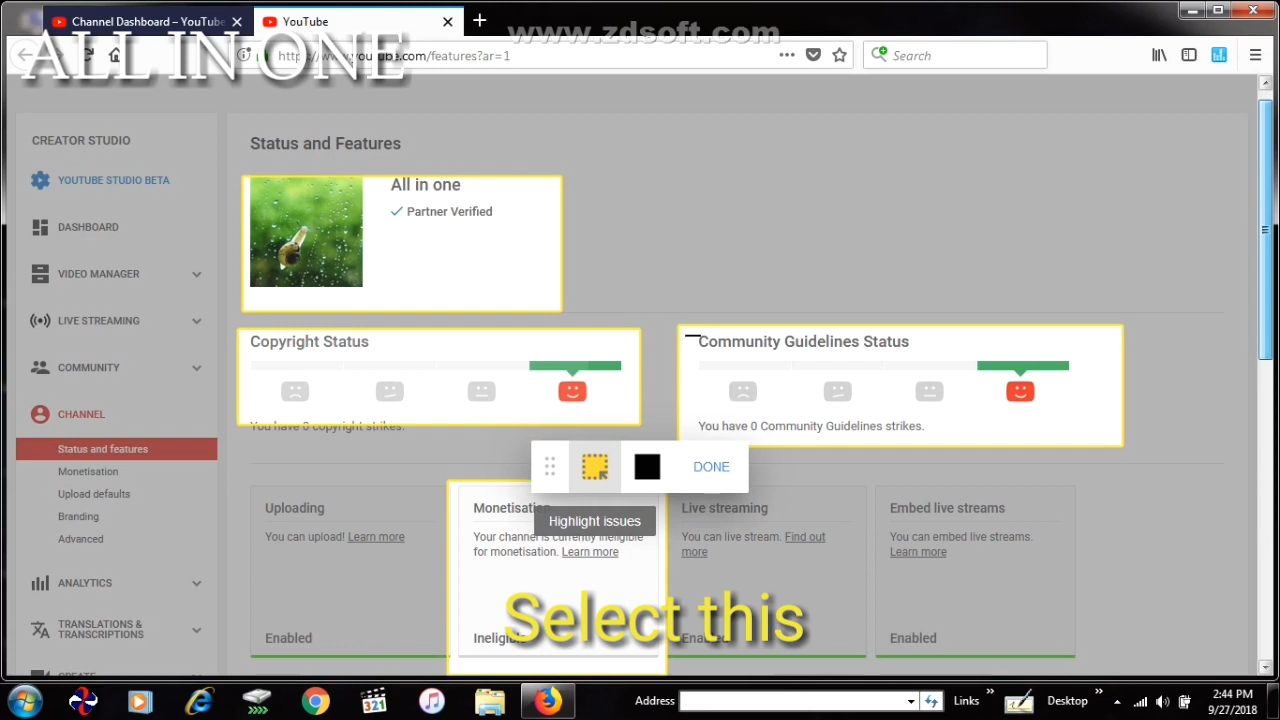 Channel Dashboard – YouTube
YouTube
www.zdsoft.com
ALL IN ONE
https://www.youtube.com/features?ar=1
Search
CREATOR STUDIO
YOUTUBE STUDIO BETA
DASHBOARD
VIDEO MANAGER
LIVE STREAMING
COMMUNITY
CHANNEL
Status and features
Monetisation
Upload defaults
Branding
Advanced
ANALYTICS
TRANSLATIONS &
TRANSCRIPTIONS
CREATE
Status and Features
All in one
Partner Verified
Copyright Status
You have 0 copyright strikes.
Community Guidelines Status
You have 0 Community Guidelines strikes.
DONE
Highlight issues
Uploading
You can upload! Learn more
Enabled
Monetisation
Your channel is currently ineligible
for monetisation. Learn more
Ineligible
Live streaming
You can live stream. Find out
more
Enabled
Embed live streams
You can embed live streams.
Learn more
Enabled
Select this
321
Address
Links
Desktop
2:44 PM
9/27/2018